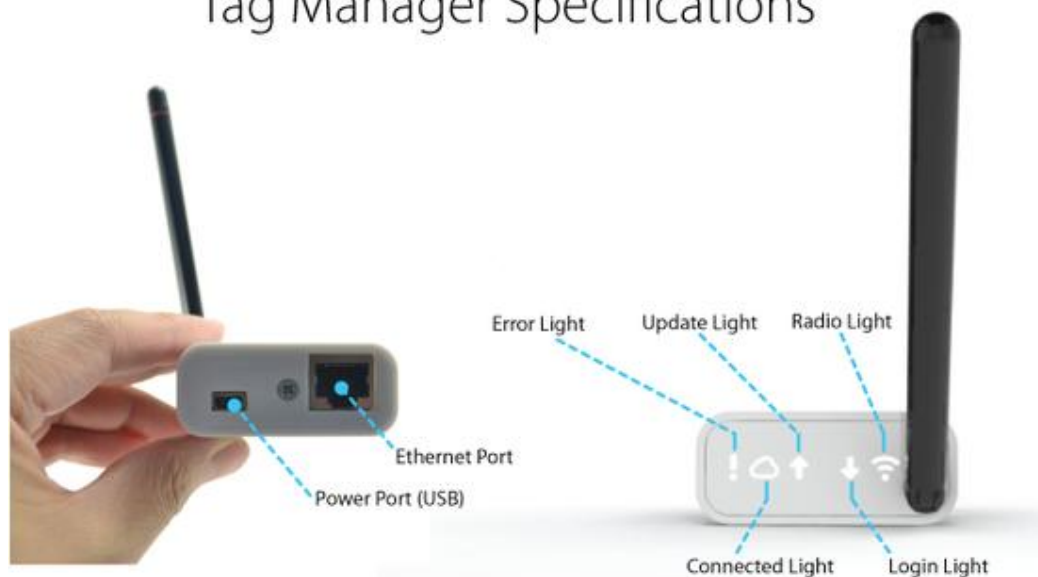 Tag Manager Specifications
Error Light
Update Light
Radio Light
Ethernet Port
Power Port (USB)
Connected Light
Login Light